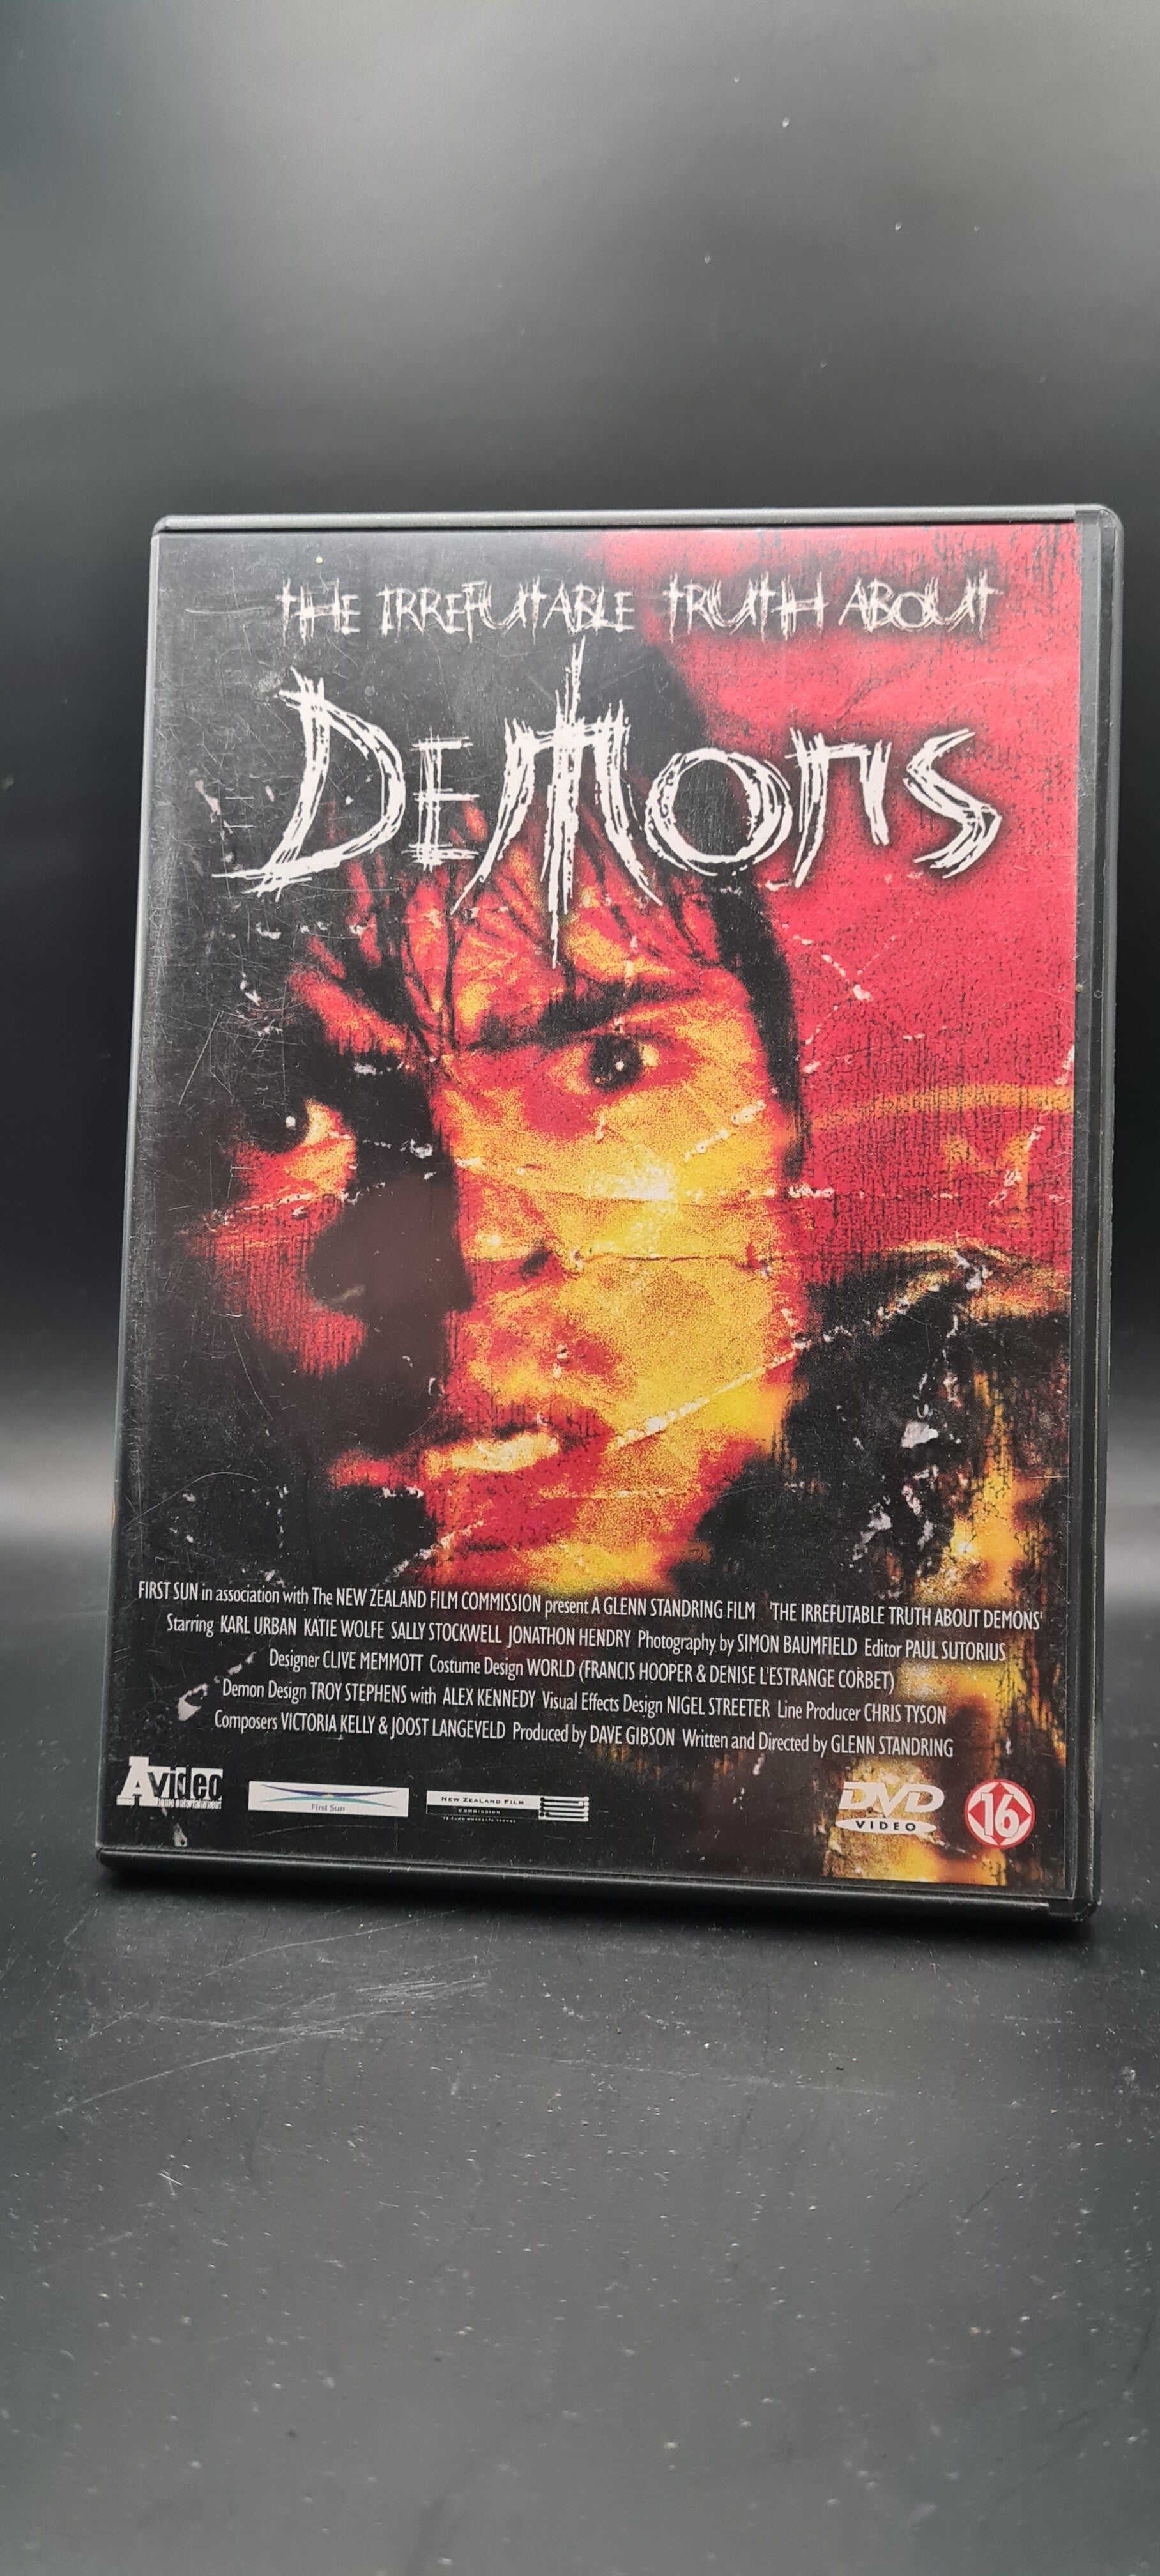 THE IRREFUTABLE TRUTH ABOUT
DEMONS
FIRST SUN in association with The NEW ZEALAND FILM COMMISSION present A GLENN STANDRING FILM 'THE IRREFUTABLE TRUTH ABOUT DEMONS'
Starring KARL URBAN KATIE WOLFE SALLY STOCKWELL JONATHON HENDRY Photography by SIMON BAUMFIELD Editor PAUL SUTORIUS
Designer CLIVE MEMMOTT Costume Design WORLD (FRANCIS HOOPER & DENISE L'ESTRANGE CORBET)
Demon Design TROY STEPHENS with ALEX KENNEDY Visual Effects Design NIGEL STREETER Line Producer CHRIS TYSON
Composers VICTORIA KELLY & JOOST LANGEVELD Produced by DAVE GIBSON Written and Directed by GLENN STANDRING
A video
First Sun
NEW ZEALAND FILM
COMMISSION
DVD
VIDEO
16